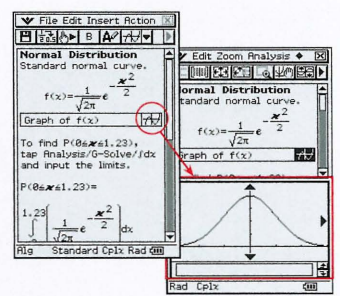 File Edit Insert Action
B
Normal Distribution
Standard normal curve.
f(x)=1/√2π e^-x²/2
Graph of f(x)
To find P(0≤x≤1.23),
tap Analysis/G-Solve/∫dx
and input the limits.
P(0≤x≤1.23)=
1.23
∫ (1/√2π e^-x²/2)dx
Alg Standard Cplx Rad
Edit Zoom Analysis
ormal Distribution
tandard normal curve.
f(x)=1/√2π e^-x²/2
Graph of f(x)
Rad Cplx